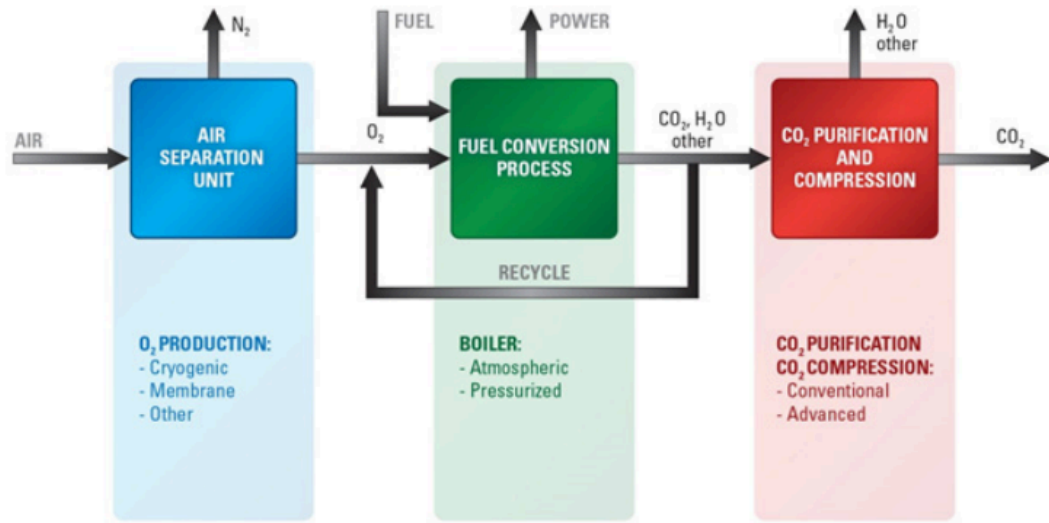 N₂
FUEL
POWER
H₂O
other
AIR
AIR
SEPARATION
UNIT
O₂
FUEL CONVERSION
PROCESS
CO₂, H₂O
other
CO₂ PURIFICATION
AND
COMPRESSION
CO₂
RECYCLE
O₂ PRODUCTION:
- Cryogenic
- Membrane
- Other
BOILER:
- Atmospheric
- Pressurized
CO₂ PURIFICATION
CO₂ COMPRESSION:
- Conventional
- Advanced